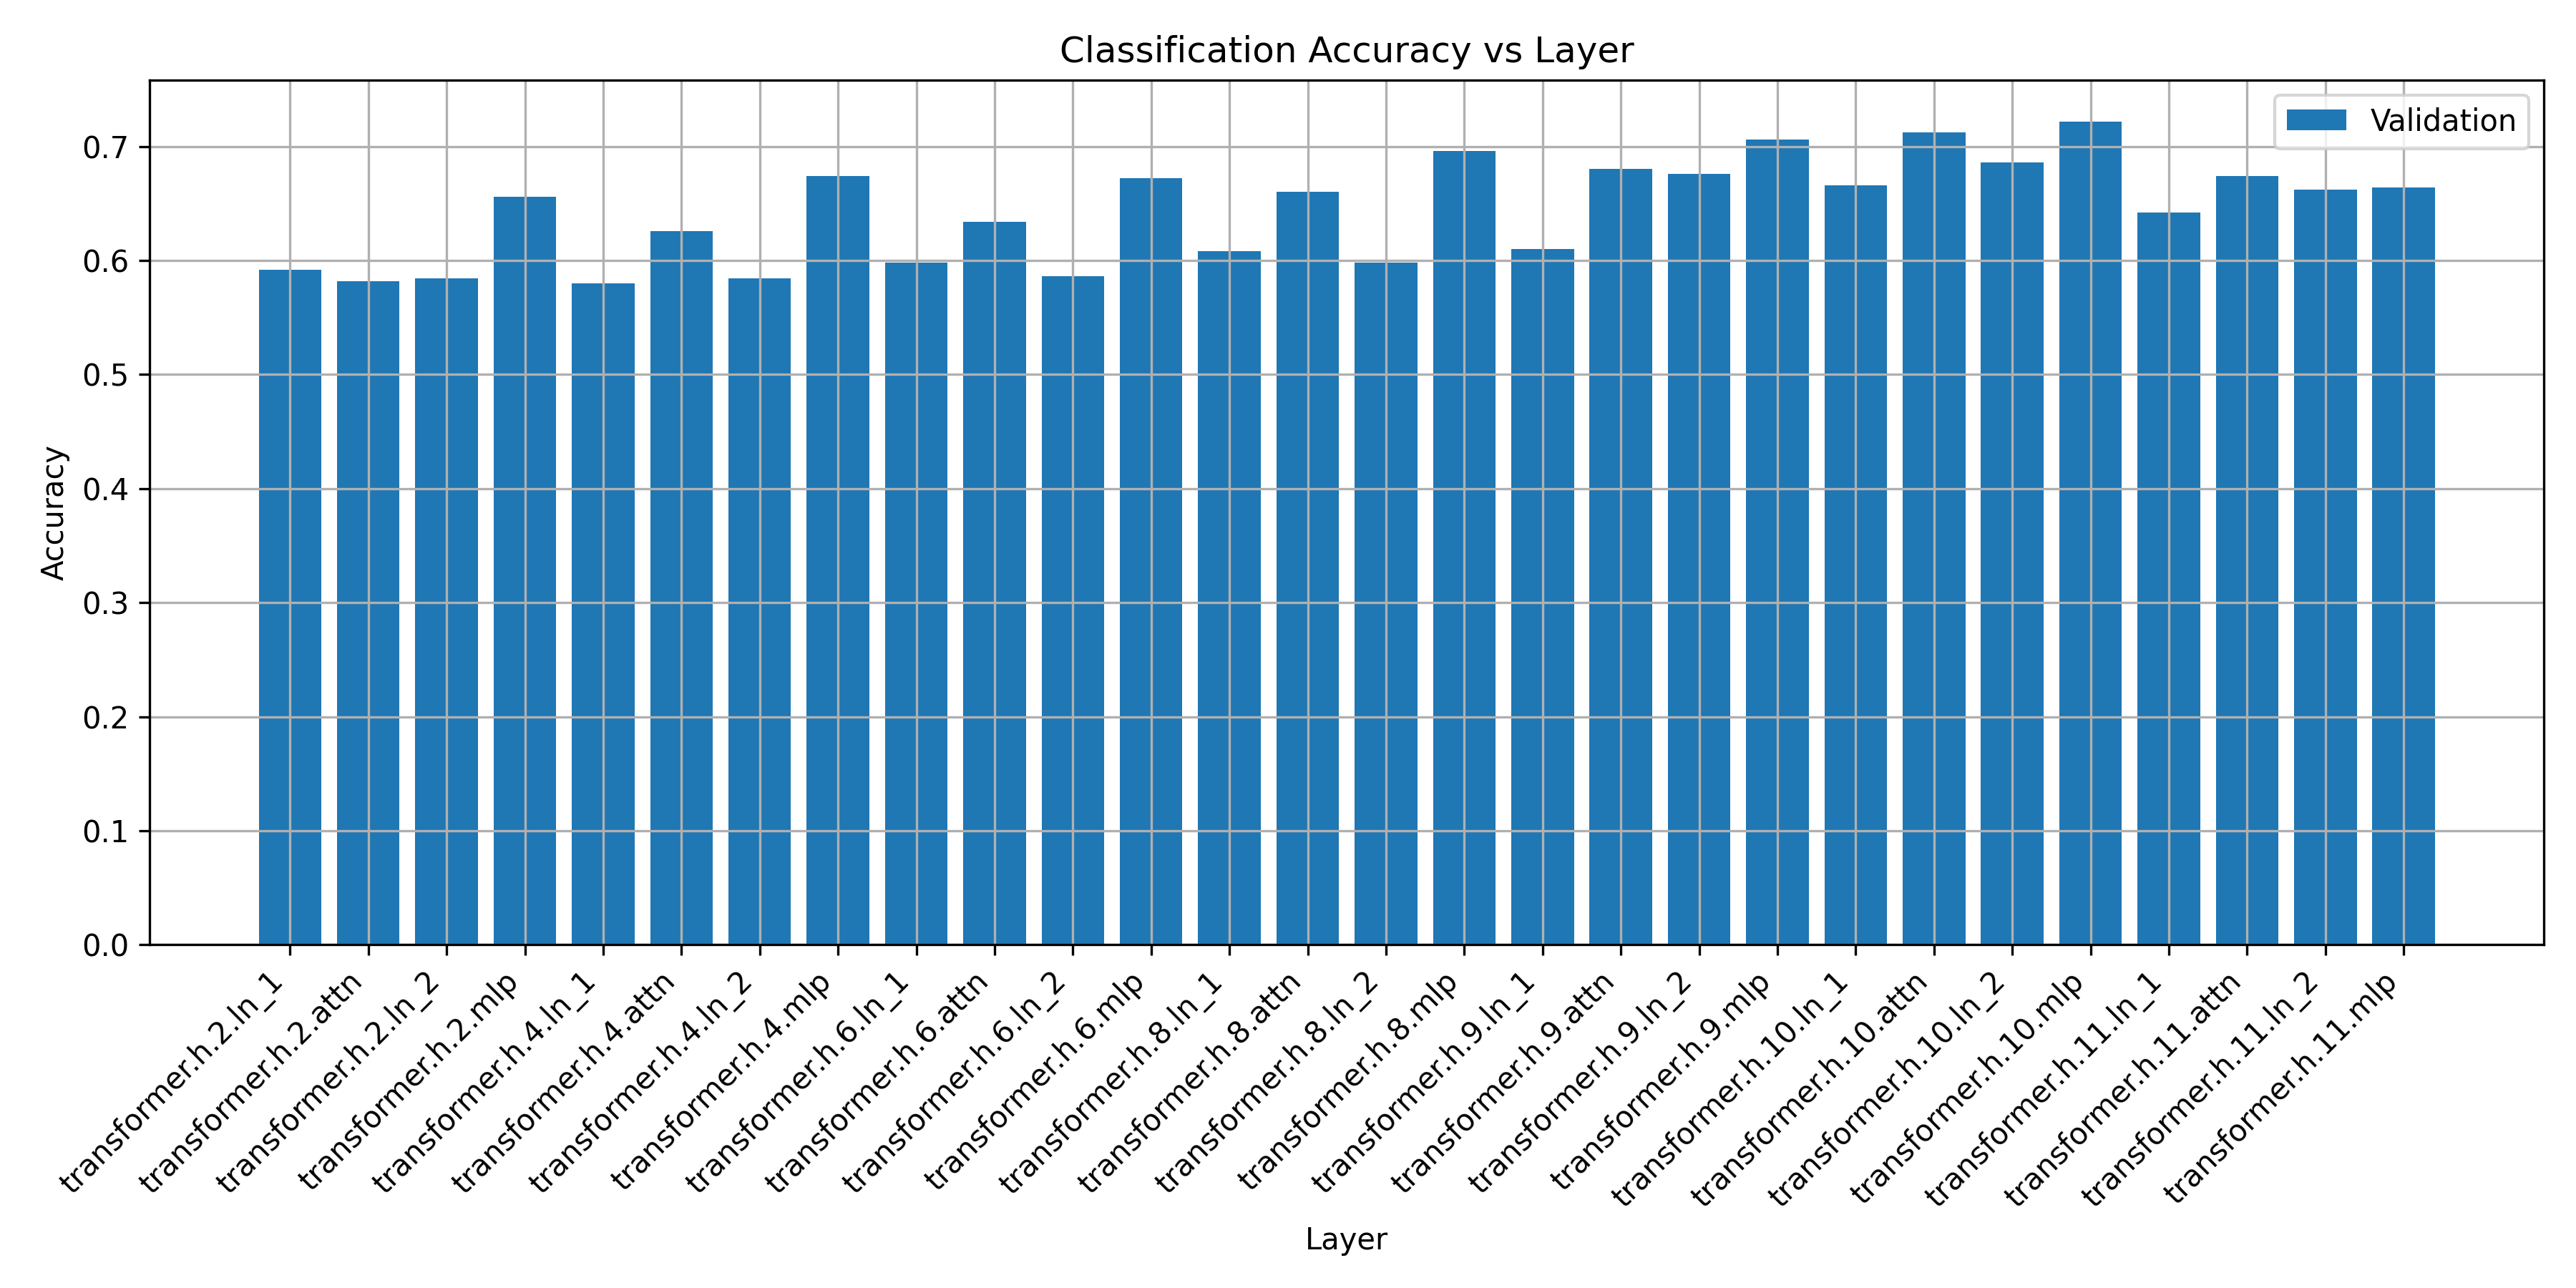 Classification Accuracy vs Layer
Validation
Accuracy
0.7
0.6
0.5
0.4
0.3
0.2
0.1
0.0
transformer.h.2.ln_1
transformer.h.2.attn
transformer.h.2.ln_2
transformer.h.2.mlp
transformer.h.4.ln_1
transformer.h.4.attn
transformer.h.4.ln_2
transformer.h.4.mlp
transformer.h.6.ln_1
transformer.h.6.attn
transformer.h.6.ln_2
transformer.h.6.mlp
transformer.h.8.ln_1
transformer.h.8.attn
transformer.h.8.ln_2
transformer.h.8.mlp
transformer.h.9.ln_1
transformer.h.9.attn
transformer.h.9.ln_2
transformer.h.9.mlp
transformer.h.10.ln_1
transformer.h.10.attn
transformer.h.10.ln_2
transformer.h.10.mlp
transformer.h.11.ln_1
transformer.h.11.attn
transformer.h.11.ln_2
transformer.h.11.mlp
Layer